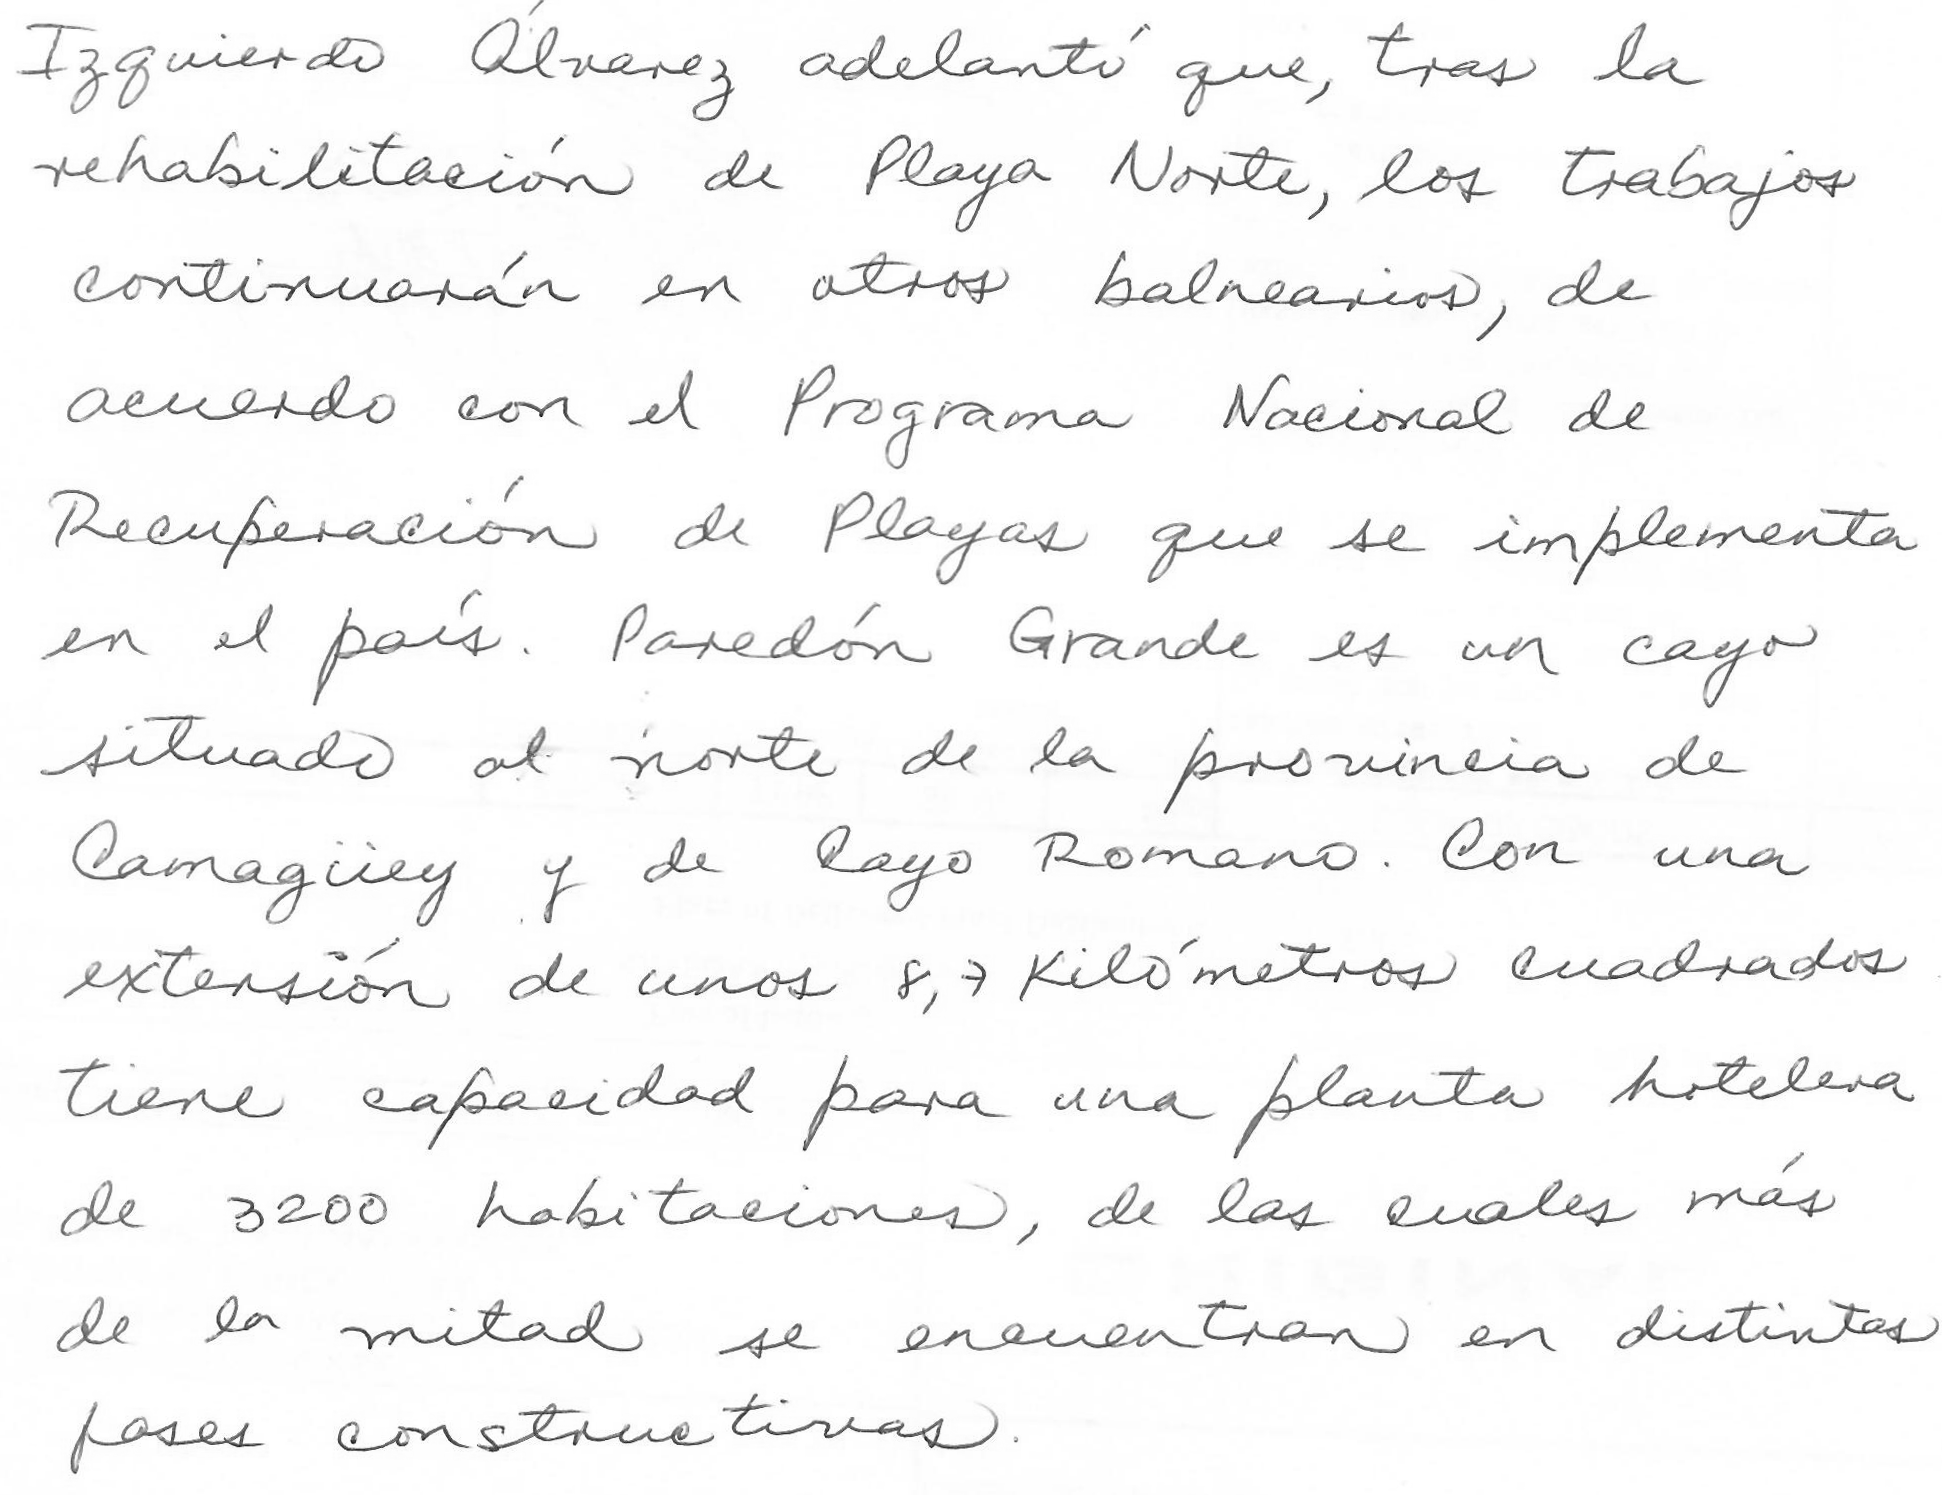 Izquierdo Álvarez adelantó que, tras la
rehabilitación de Playa Norte, los trabajos
continuarán en otros balnearios, de
acuerdo con el Programa Nacional de
Recuperación de Playas que se implementa
en el país. Paredón Grande es un cayo
situado al norte de la provincia de
Camagüey y de Cayo Romano. Con una
extensión de unos 8,7 Kilómetros cuadrados
tiene capacidad para una planta hotelera
de 3200 habitaciones, de las cuales más
de la mitad se encuentran en distintas
fases constructivas.